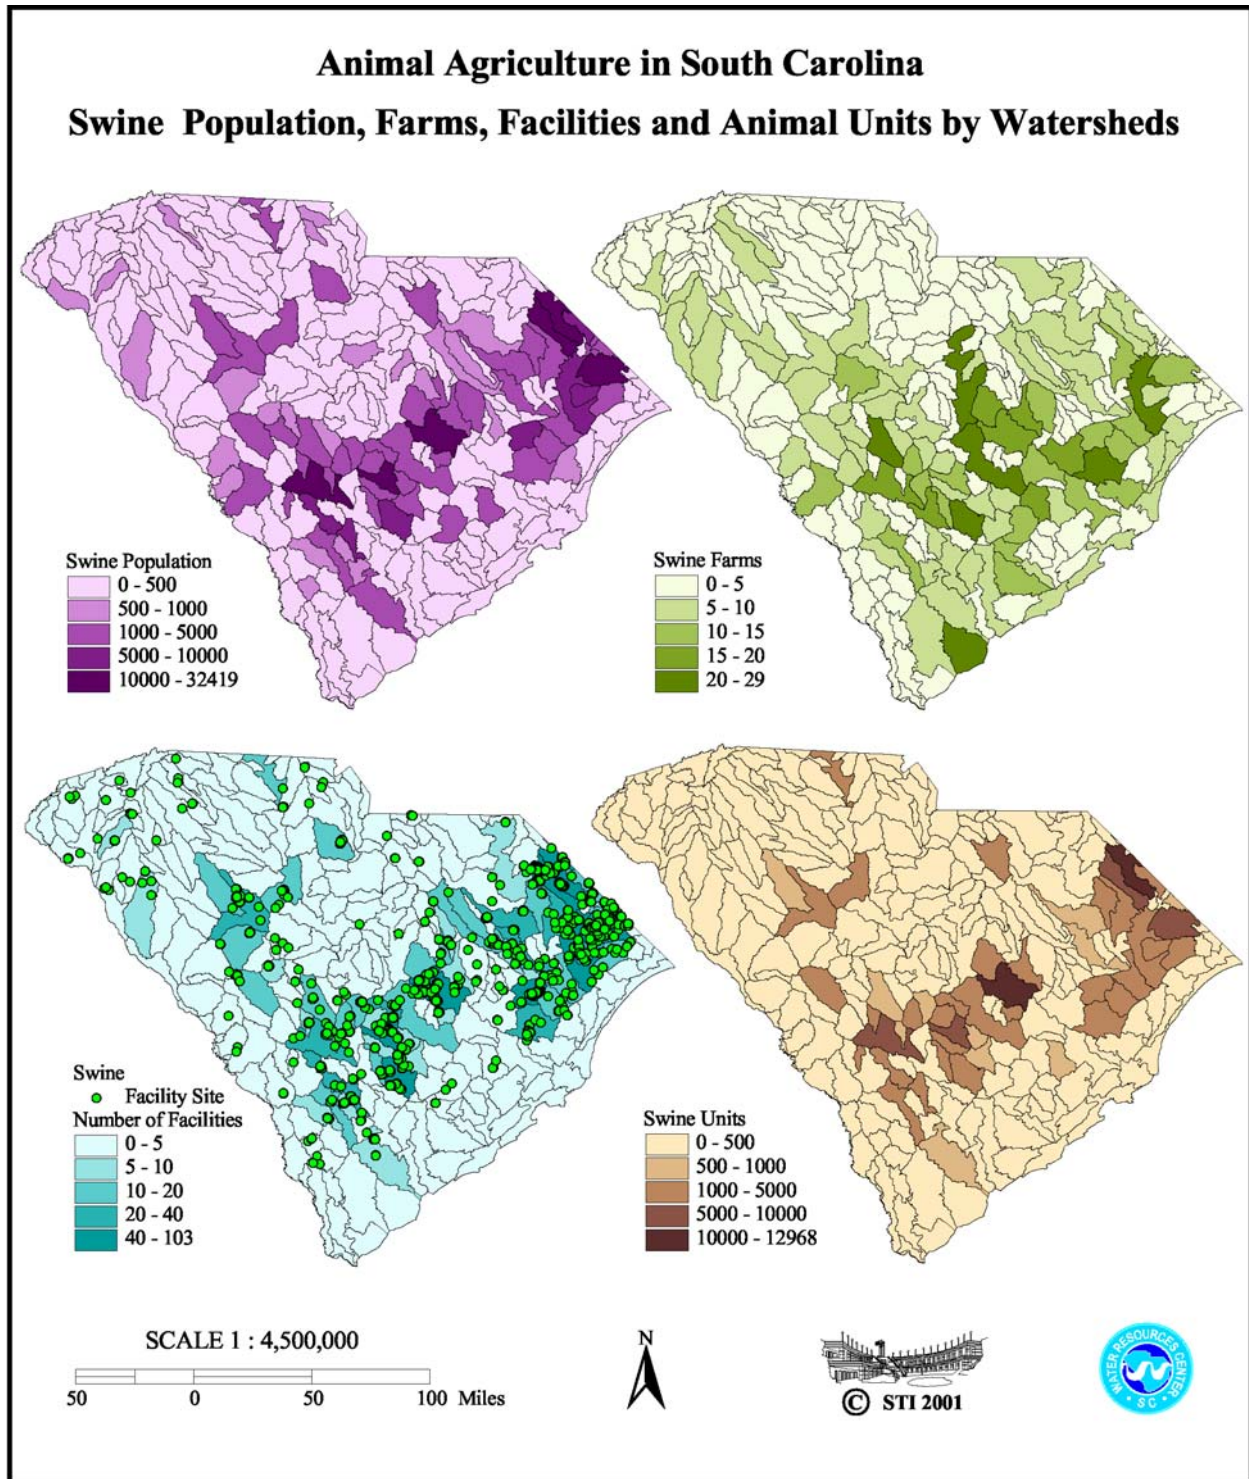 Animal Agriculture in South Carolina
Swine Population, Farms, Facilities and Animal Units by Watersheds
Swine Population
0 - 500
500 - 1000
1000 - 5000
5000 - 10000
10000 - 32419
Swine Farms
0 - 5
5 - 10
10 - 15
15 - 20
20 - 29
Swine
Facility Site
Number of Facilities
0 - 5
5 - 10
10 - 20
20 - 40
40 - 103
Swine Units
0 - 500
500 - 1000
1000 - 5000
5000 - 10000
10000 - 12968
SCALE 1 : 4,500,000
50 0 50 100 Miles
N
© STI 2001
WATER RESOURCES CENTER
· SC ·